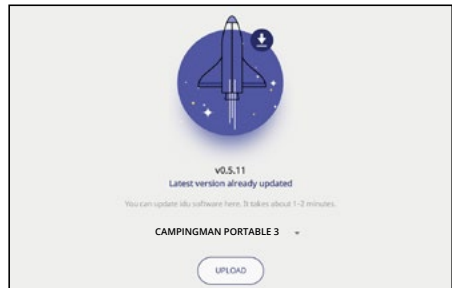 v0.5.11
Latest version already updated
You can update idu software here. It takes about 1-2 minutes.
CAMPINGMAN PORTABLE 3
UPLOAD